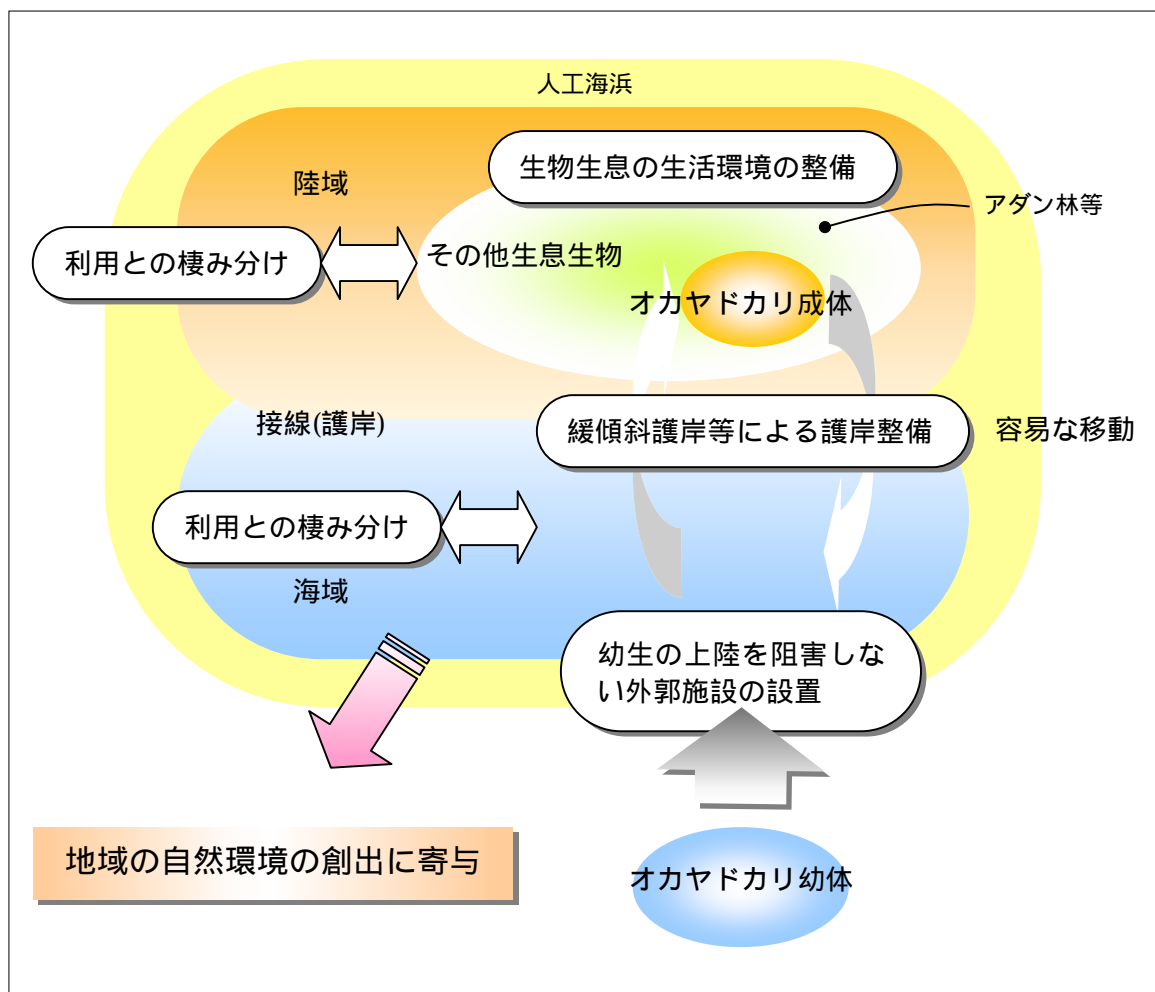 人工海浜
生物生息の生活環境の整備
陸域
アダン林等
利用との棲み分け
その他生息生物
オカヤドカリ成体
接線(護岸)
緩傾斜護岸等による護岸整備
容易な移動
利用との棲み分け
海域
幼生の上陸を阻害しな
い外郭施設の設置
地域の自然環境の創出に寄与
オカヤドカリ幼体